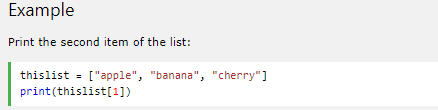 Example
Print the second item of the list:
thislist = ["apple", "banana", "cherry"]
print(thislist[1])